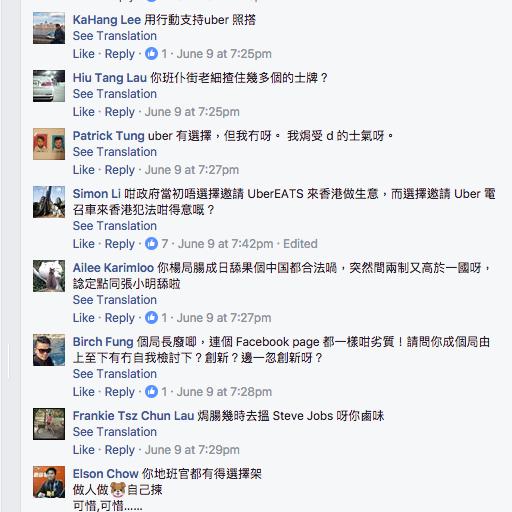 KaHang Lee 用行動支持uber 照搭
See Translation
Like · Reply · 1 · June 9 at 7:25pm
Hiu Tang Lau 你班仆街老細揸住幾多個的士牌？
See Translation
Like · Reply · June 9 at 7:25pm
Patrick Tung uber 有選擇，但我冇呀。 我焗受 d 的士氣呀。
See Translation
Like · Reply · June 9 at 7:27pm
Simon Li 咁政府當初唔選擇邀請 UberEATS 來香港做生意，而選擇邀請 Uber 電
召車來香港犯法咁得意嘅？
See Translation
Like · Reply · 7 · June 9 at 7:42pm · Edited
Ailee Karimloo 你楊局腸成日舔果個中国都合法喎，突然間兩制又高於一國呀，
諗定點同張小明舔啦
See Translation
Like · Reply · 1 · June 9 at 7:27pm
Birch Fung 個局長廢唧，連個 Facebook page 都一樣咁劣質！請問你成個局由
上至下有冇自我檢討下？創新？邊一忽創新呀？
See Translation
Like · Reply · 1 · June 9 at 7:28pm
Frankie Tsz Chun Lau 焗腸幾時去搵 Steve Jobs 呀你鹵味
See Translation
Like · Reply · June 9 at 7:29pm
Elson Chow 你地班官都有得選擇架
做人做🐻自己揀
可惜,可惜......